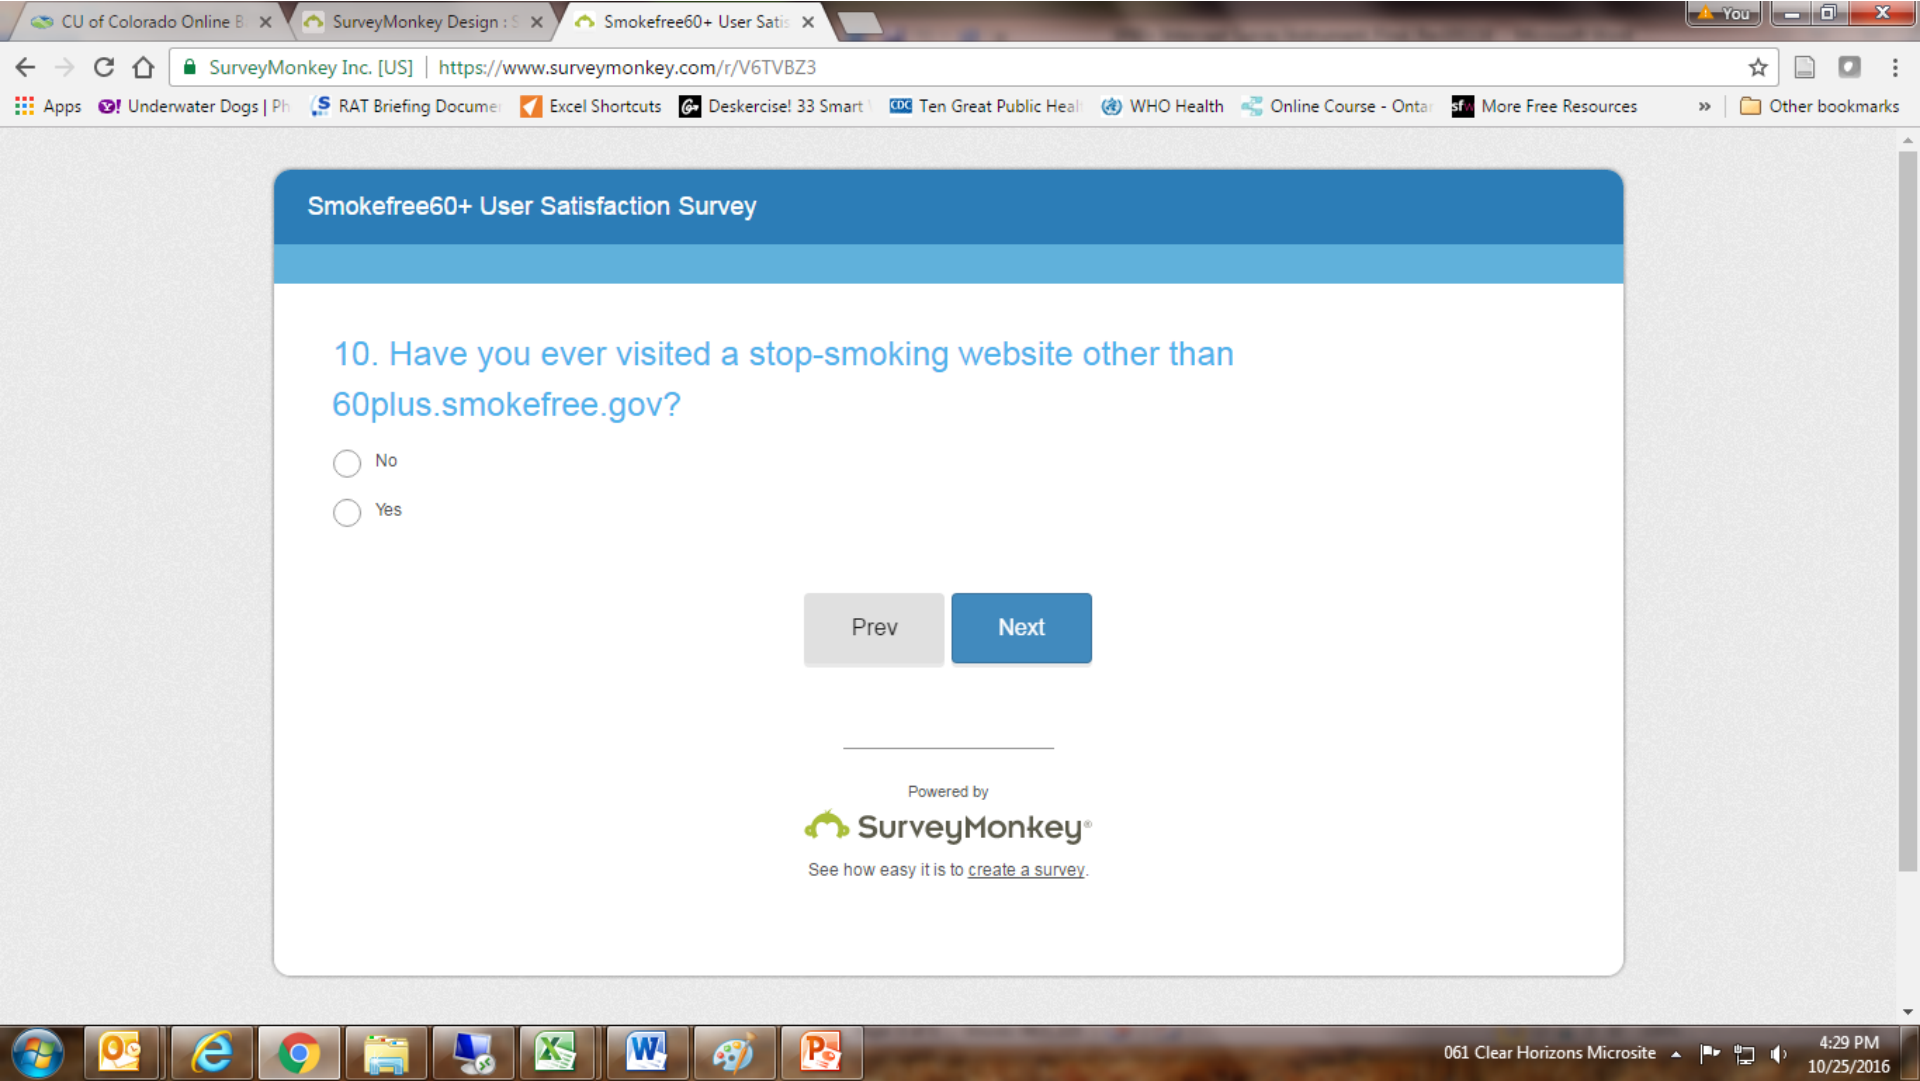 CU of Colorado Online B
SurveyMonkey Design : S
Smokefree60+ User Satis
You
SurveyMonkey Inc. [US] https://www.surveymonkey.com/r/V6TVBZ3
Apps Underwater Dogs | Ph RAT Briefing Documen Excel Shortcuts Deskercise! 33 Smart CDC Ten Great Public Heal WHO Health Online Course - Ontar sfw More Free Resources » Other bookmarks
Smokefree60+ User Satisfaction Survey
10. Have you ever visited a stop-smoking website other than
60plus.smokefree.gov?
No
Yes
Prev Next
Powered by
SurveyMonkey®
See how easy it is to create a survey.
061 Clear Horizons Microsite
4:29 PM
10/25/2016